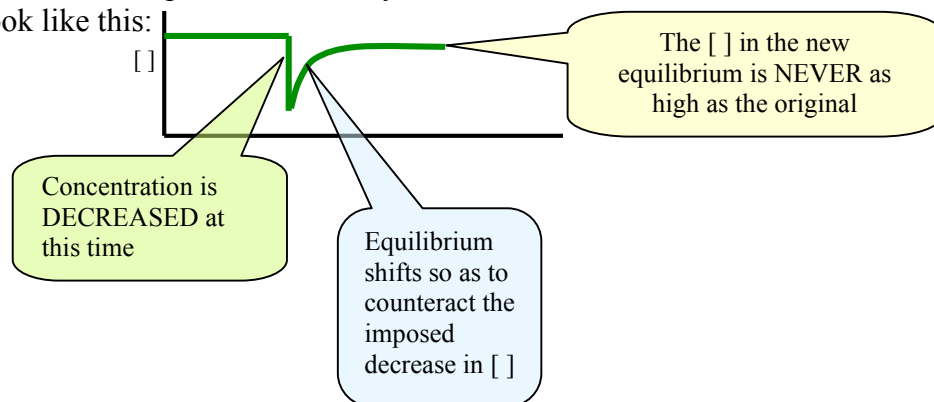 ook like this:
[ ]
The [ ] in the new
equilibrium is NEVER as
high as the original
Concentration is
DECREASED at
this time
Equilibrium
shifts so as to
counteract the
imposed
decrease in [ ]